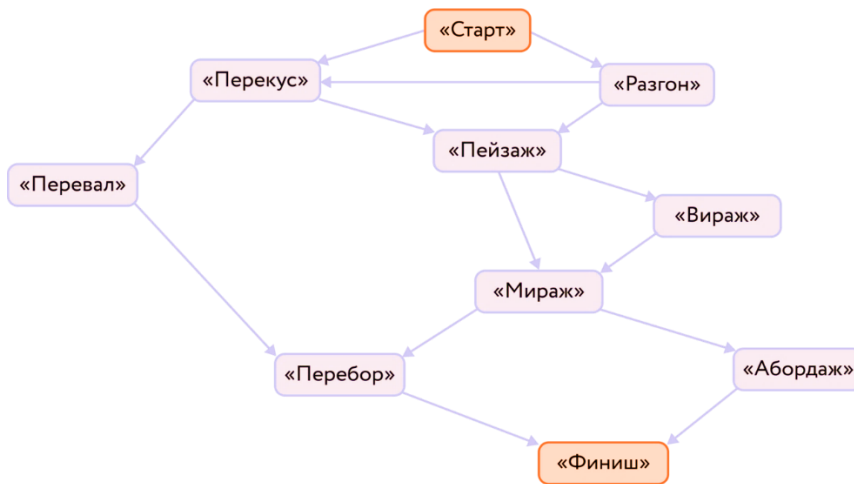 «Старт»
«Перекус»
«Разгон»
«Пейзаж»
«Перевал»
«Вираж»
«Мираж»
«Перебор»
«Абордаж»
«Финиш»